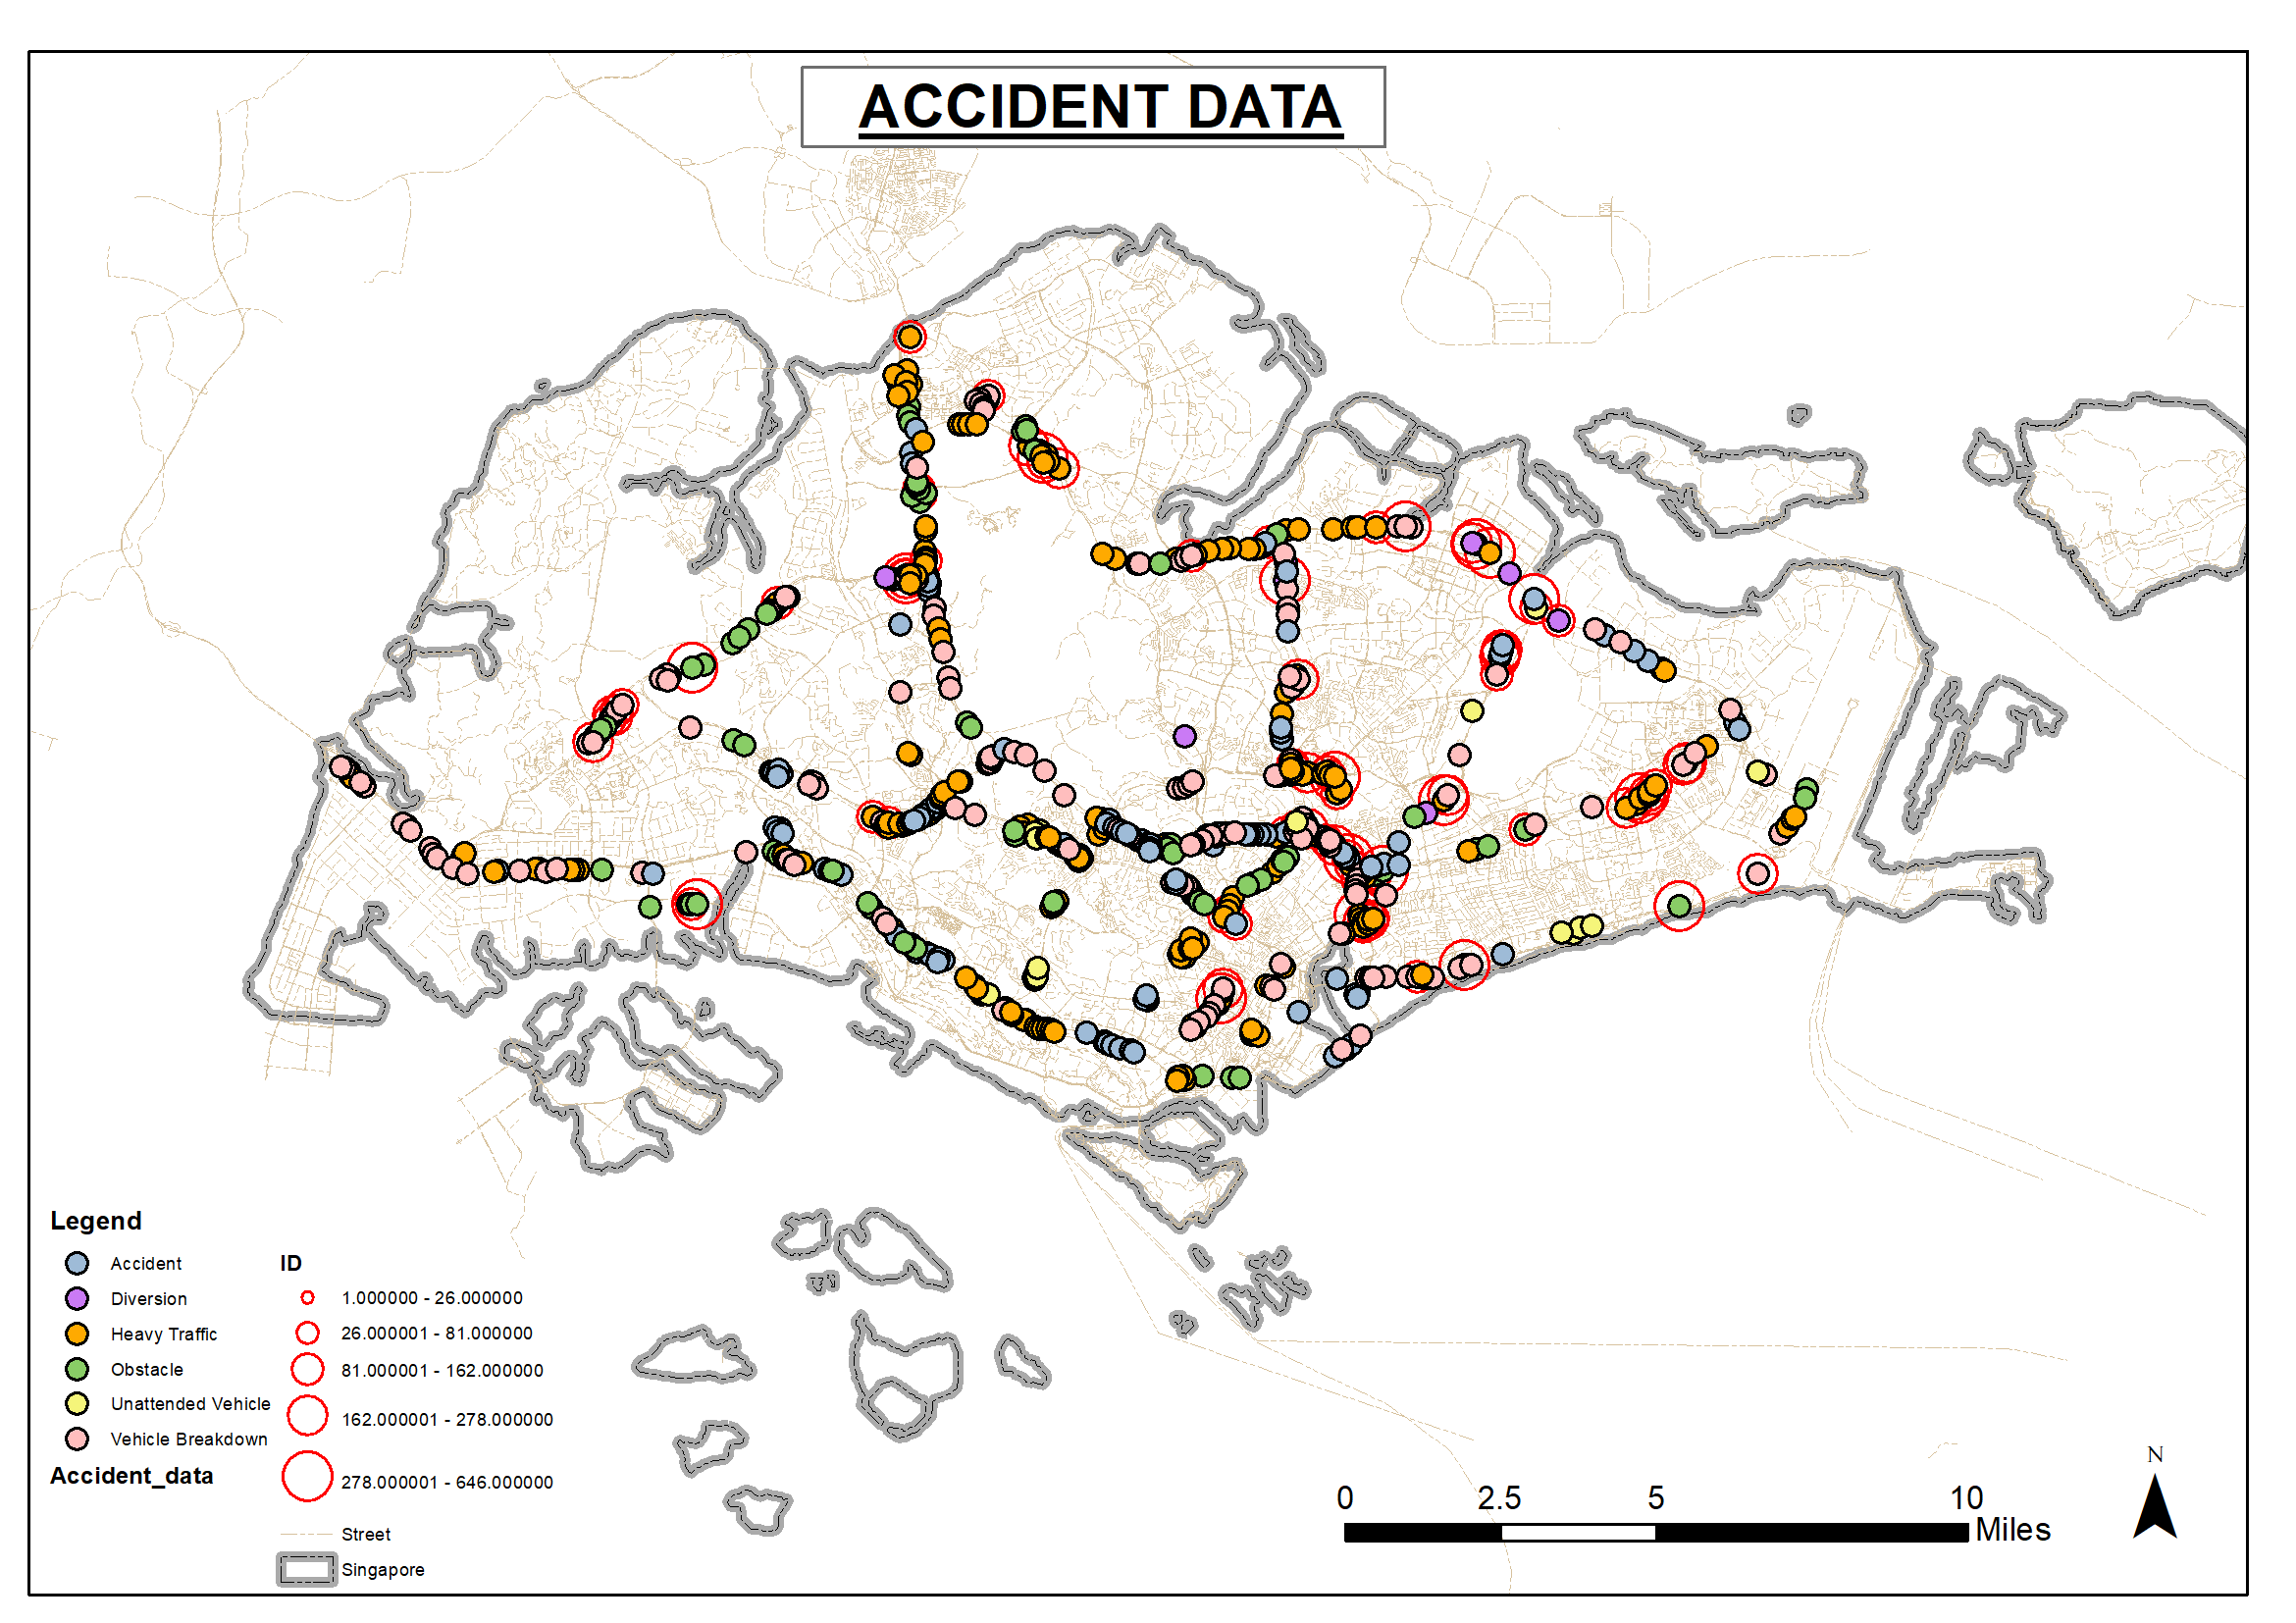 ACCIDENT DATA
Legend
Accident
Diversion
Heavy Traffic
Obstacle
Unattended Vehicle
Vehicle Breakdown
Accident_data
ID
1.000000 - 26.000000
26.000001 - 81.000000
81.000001 - 162.000000
162.000001 - 278.000000
278.000001 - 646.000000
Street
Singapore
0 2.5 5 10
Miles
N